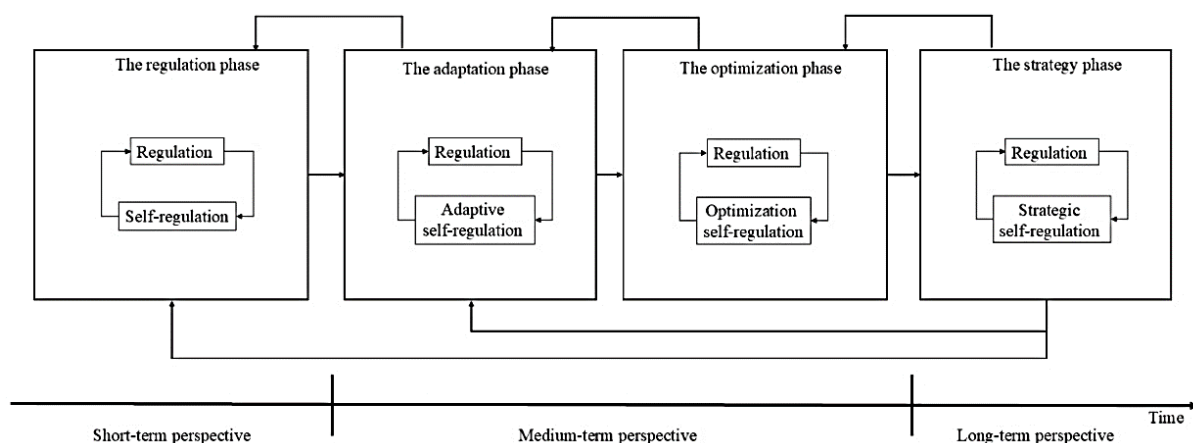 The regulation phase
Regulation
Self-regulation
The adaptation phase
Regulation
Adaptive
self-regulation
The optimization phase
Regulation
Optimization
self-regulation
The strategy phase
Regulation
Strategic
self-regulation
Time
Short-term perspective
Medium-term perspective
Long-term perspective